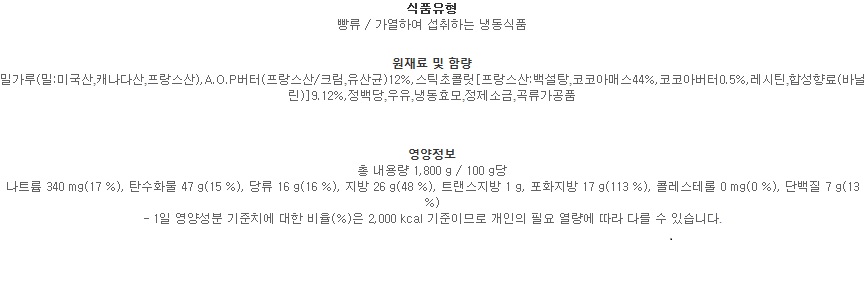 식품유형
빵류 / 가열하여 섭취하는 냉동식품
원재료 및 함량
밀가루(밀:미국산,캐나다산,프랑스산),A.O.P버터(프랑스산/크림,유산균)12%,스틱초콜릿[프랑스산:백설탕,코코아매스44%,코코아버터0.5%,레시틴,합성향료(바닐
린)]9.12%,정백당,우유,냉동효모,정제소금,곡류가공품
영양정보
총 내용량 1,800 g / 100 g당
나트륨 340 mg(17 %), 탄수화물 47 g(15 %), 당류 16 g(16 %), 지방 26 g(48 %), 트랜스지방 1 g, 포화지방 17 g(113 %), 콜레스테롤 0 mg(0 %), 단백질 7 g(13
%)
- 1일 영양성분 기준치에 대한 비율(%)은 2,000 kcal 기준이므로 개인의 필요 열량에 따라 다를 수 있습니다.
.